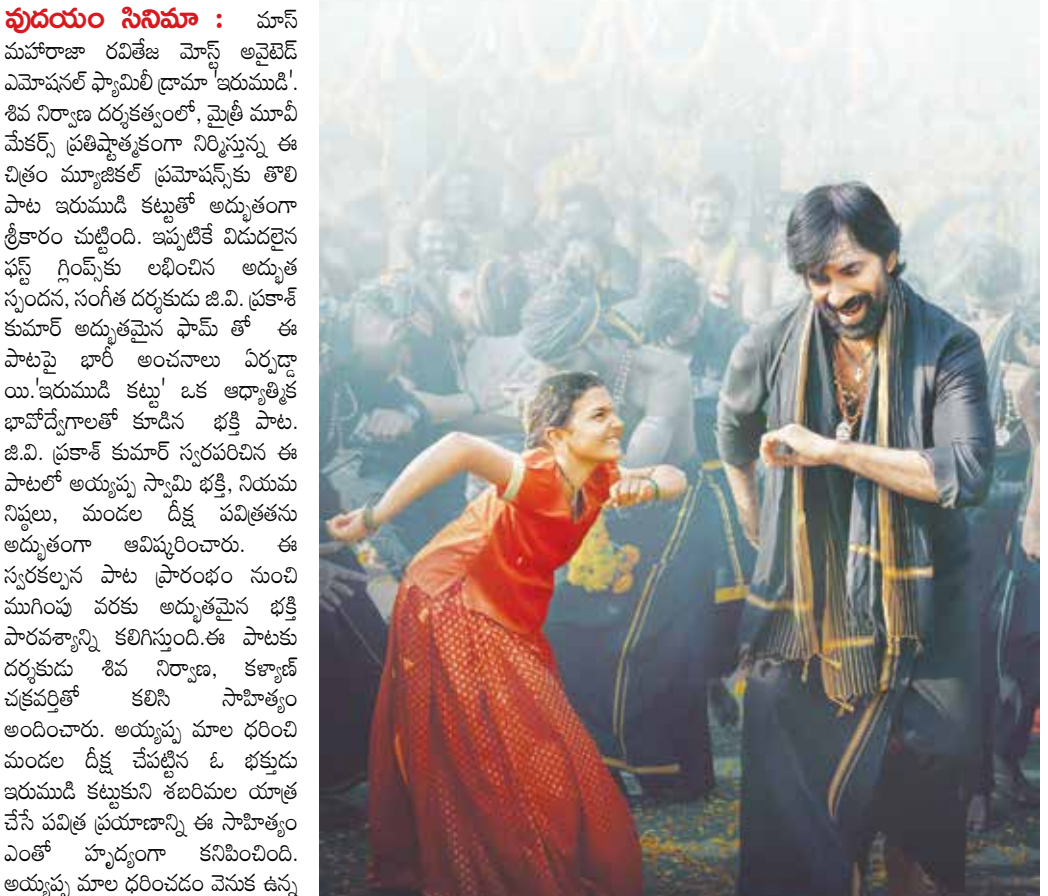 వుదయం సినిమా : మాస్
మహారాజా రవితేజ మోస్ట్ అవైటెడ్
ఎమోషనల్ ఫ్యామిలీ డ్రామా 'ఇరుముడి'.
శివ నిర్వాణ దర్శకత్వంలో, మైత్రీ మూవీ
మేకర్స్ ప్రతిష్టాత్మకంగా నిర్మిస్తున్న ఈ
చిత్రం మ్యూజికల్ ప్రమోషన్స్‌కు తొలి
పాట ఇరుముడి కట్టుతో అద్భుతంగా
శ్రీకారం చుట్టింది. ఇప్పటికే విడుదలైన
ఫస్ట్ గ్లింప్స్‌కు లభించిన అద్భుత
స్పందన, సంగీత దర్శకుడు జి.వి. ప్రకాశ్
కుమార్ అద్భుతమైన ఫామ్ తో ఈ
పాటపై భారీ అంచనాలు ఏర్పడ్డా
యి.'ఇరుముడి కట్టు' ఒక ఆధ్యాత్మిక
భావోద్వేగాలతో కూడిన భక్తి పాట.
జి.వి. ప్రకాశ్ కుమార్ స్వరపరిచిన ఈ
పాటలో అయ్యప్ప స్వామి భక్తి, నియమ
నిష్ఠలు, మండల దీక్ష పవిత్రతను
అద్భుతంగా ఆవిష్కరించారు. ఈ
స్వరకల్పన పాట ప్రారంభం నుంచి
ముగింపు వరకు అద్భుతమైన భక్తి
పారవశ్యాన్ని కలిగిస్తుంది.ఈ పాటకు
దర్శకుడు శివ నిర్వాణ, కళ్యాణ్
చక్రవర్తితో కలిసి సాహిత్యం
అందించారు. అయ్యప్ప మాల ధరించి
మండల దీక్ష చేపట్టిన ఓ భక్తుడు
ఇరుముడి కట్టుకుని శబరిమల యాత్ర
చేసే పవిత్ర ప్రయాణాన్ని ఈ సాహిత్యం
ఎంతో హృద్యంగా కనిపించింది.
అయ్యప్ప మాల ధరించడం వెనుక ఉన్న